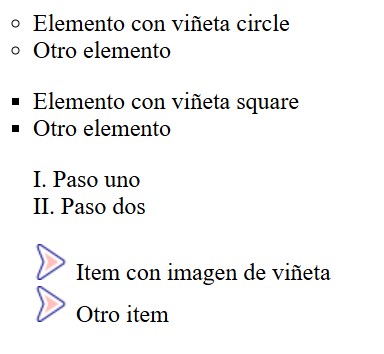 Elemento con viñeta circle
Otro elemento
Elemento con viñeta square
Otro elemento
I. Paso uno
II. Paso dos
Item con imagen de viñeta
Otro item